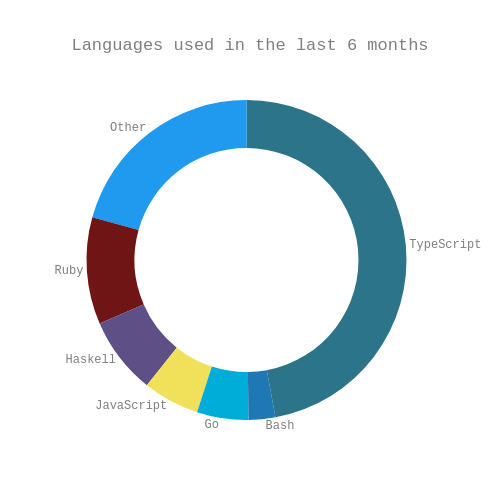 Languages used in the last 6 months
Other
TypeScript
Ruby
Haskell
JavaScript
Go
Bash